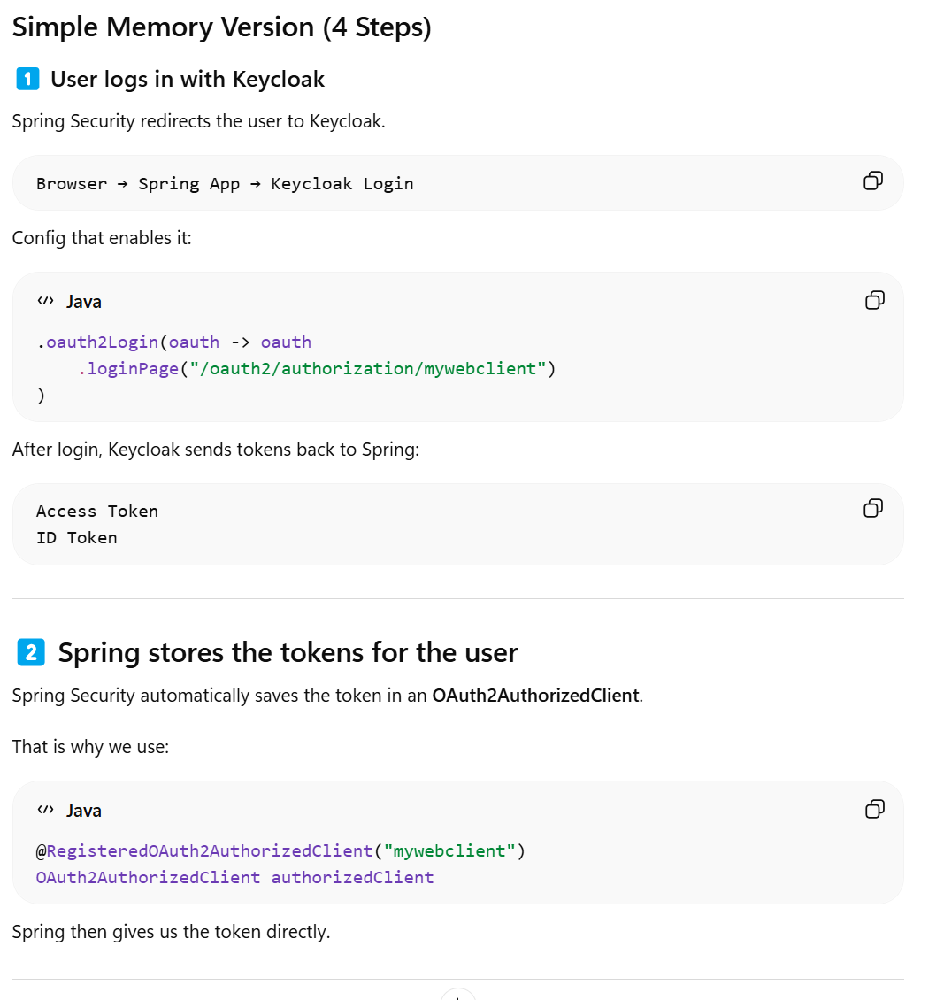 Simple Memory Version (4 Steps)
1 User logs in with Keycloak
Spring Security redirects the user to Keycloak.
Browser → Spring App → Keycloak Login
Config that enables it:
</> Java
.oauth2Login(oauth -> oauth
    .loginPage("/oauth2/authorization/mywebclient")
)
After login, Keycloak sends tokens back to Spring:
Access Token
ID Token
2 Spring stores the tokens for the user
Spring Security automatically saves the token in an OAuth2AuthorizedClient.
That is why we use:
</> Java
@RegisteredOAuth2AuthorizedClient("mywebclient")
OAuth2AuthorizedClient authorizedClient
Spring then gives us the token directly.